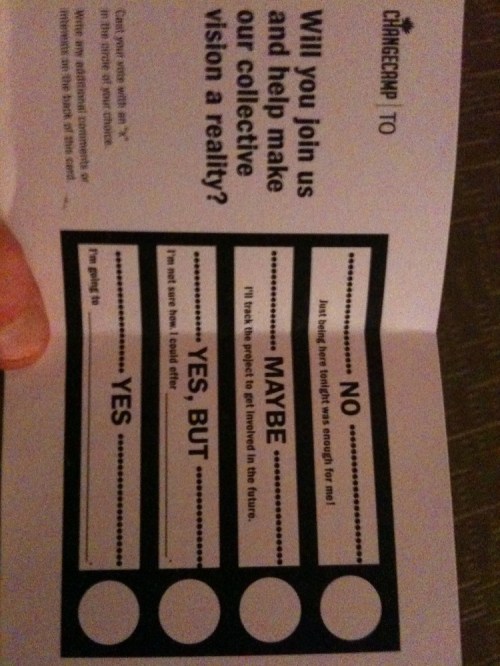 CHANGECAMP | TO
Will you join us
and help make
our collective
vision a reality?
Cast your vote with an "x"
in the circle of your choice.
Write any additional comments or
interests on the back of this card.
NO
Just being here tonight was enough for me!
MAYBE
I'll track the project to get involved in the future.
YES, BUT
I'm not sure how. I could offer
YES
I'm going to